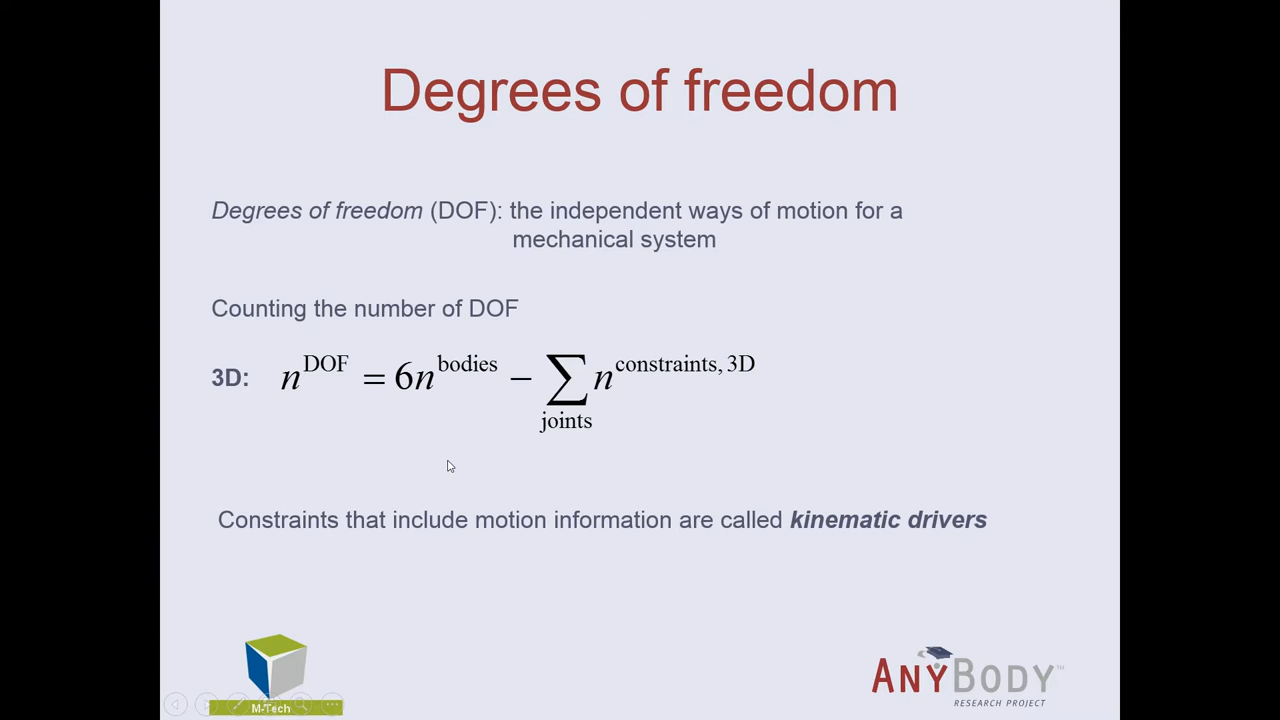 Degrees of freedom
Degrees of freedom (DOF): the independent ways of motion for a
mechanical system
Counting the number of DOF
3D: n^DOF = 6n^bodies − ∑_joints n^constraints, 3D
Constraints that include motion information are called kinematic drivers
M-Tech
ANYBODY™
RESEARCH PROJECT